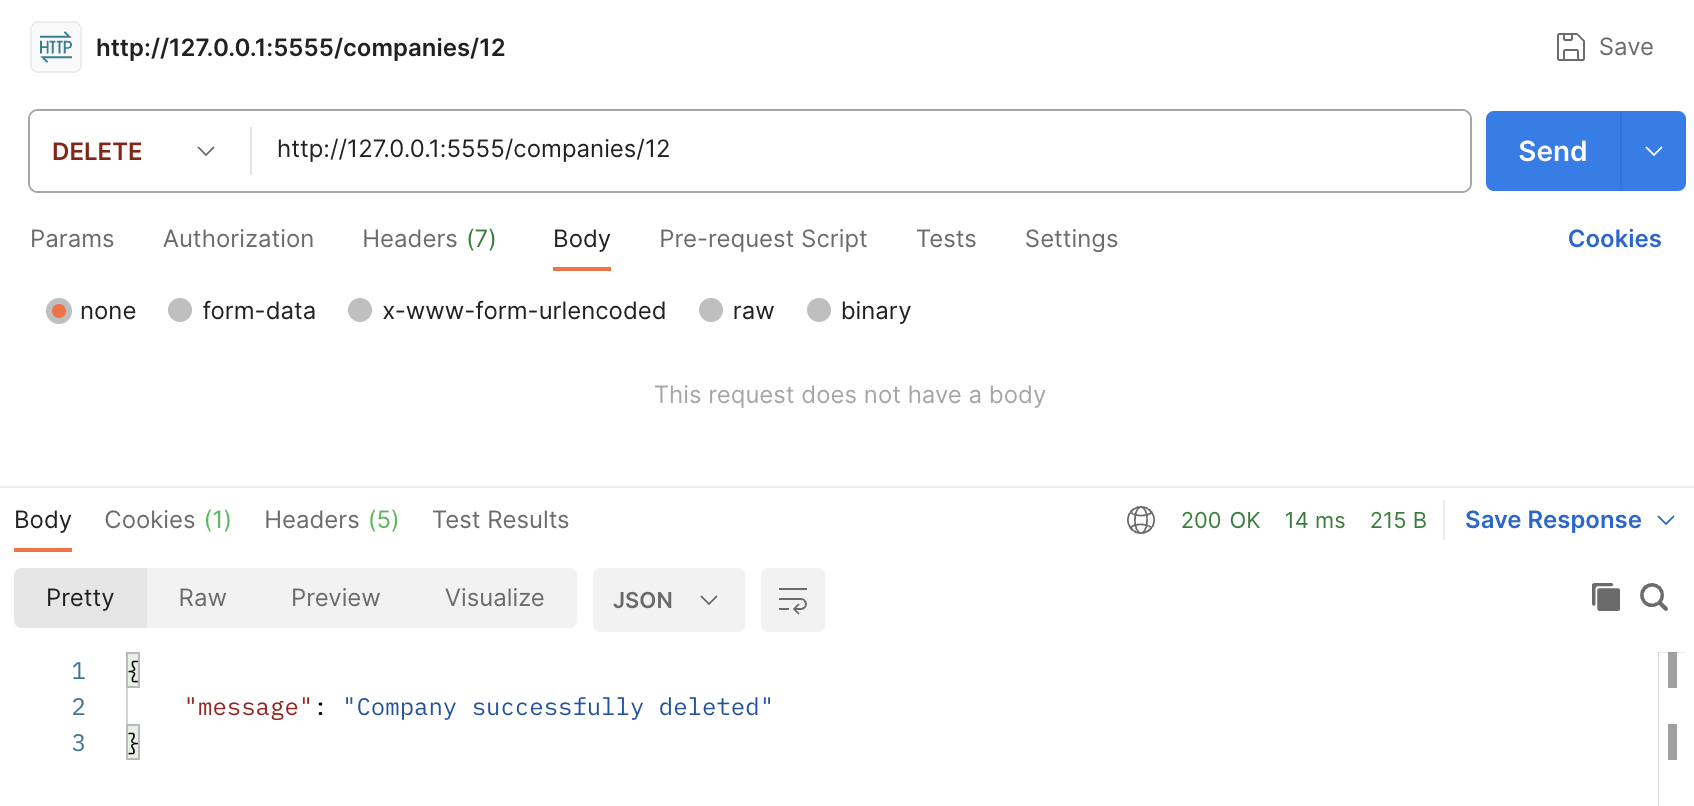 HTTP http://127.0.0.1:5555/companies/12 Save
DELETE http://127.0.0.1:5555/companies/12 Send
Params Authorization Headers (7) Body Pre-request Script Tests Settings Cookies
none form-data x-www-form-urlencoded raw binary
This request does not have a body
Body Cookies (1) Headers (5) Test Results 200 OK 14 ms 215 B Save Response
Pretty Raw Preview Visualize JSON
1 {
2 "message": "Company successfully deleted"
3 }